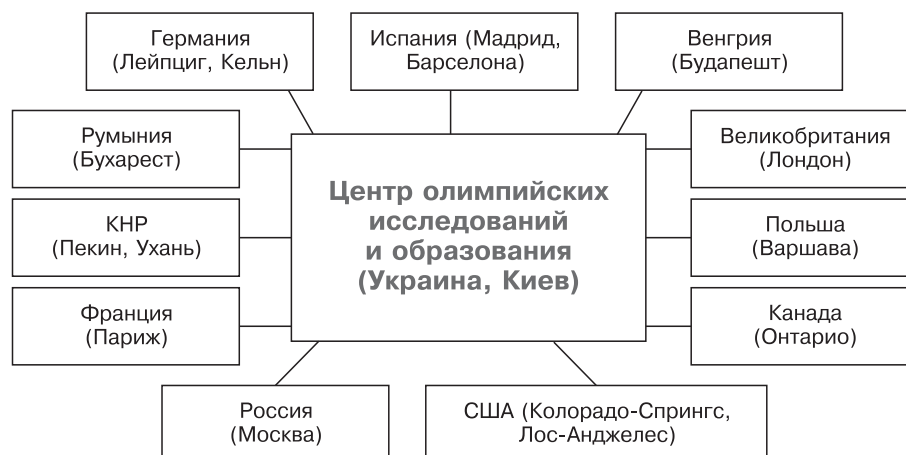 Германия
(Лейпциг, Кельн)
Испания (Мадрид,
Барселона)
Венгрия
(Будапешт)
Румыния
(Бухарест)
Великобритания
(Лондон)
Центр олимпийских
исследований
и образования
(Украина, Киев)
КНР
(Пекин, Ухань)
Польша
(Варшава)
Франция
(Париж)
Канада
(Онтарио)
Россия
(Москва)
США (Колорадо-Спрингс,
Лос-Анджелес)